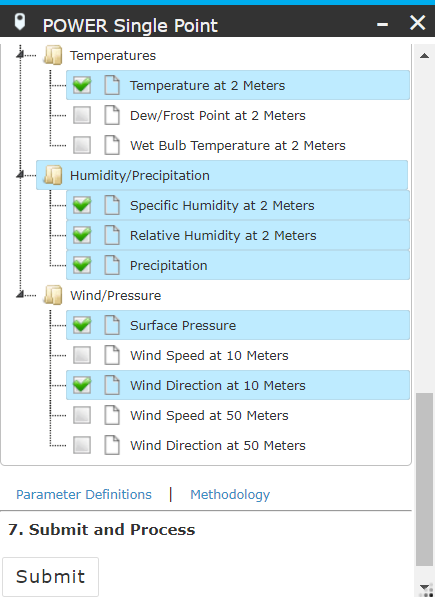 POWER Single Point
Temperatures
Temperature at 2 Meters
Dew/Frost Point at 2 Meters
Wet Bulb Temperature at 2 Meters
Humidity/Precipitation
Specific Humidity at 2 Meters
Relative Humidity at 2 Meters
Precipitation
Wind/Pressure
Surface Pressure
Wind Speed at 10 Meters
Wind Direction at 10 Meters
Wind Speed at 50 Meters
Wind Direction at 50 Meters
Parameter Definitions | Methodology
7. Submit and Process
Submit